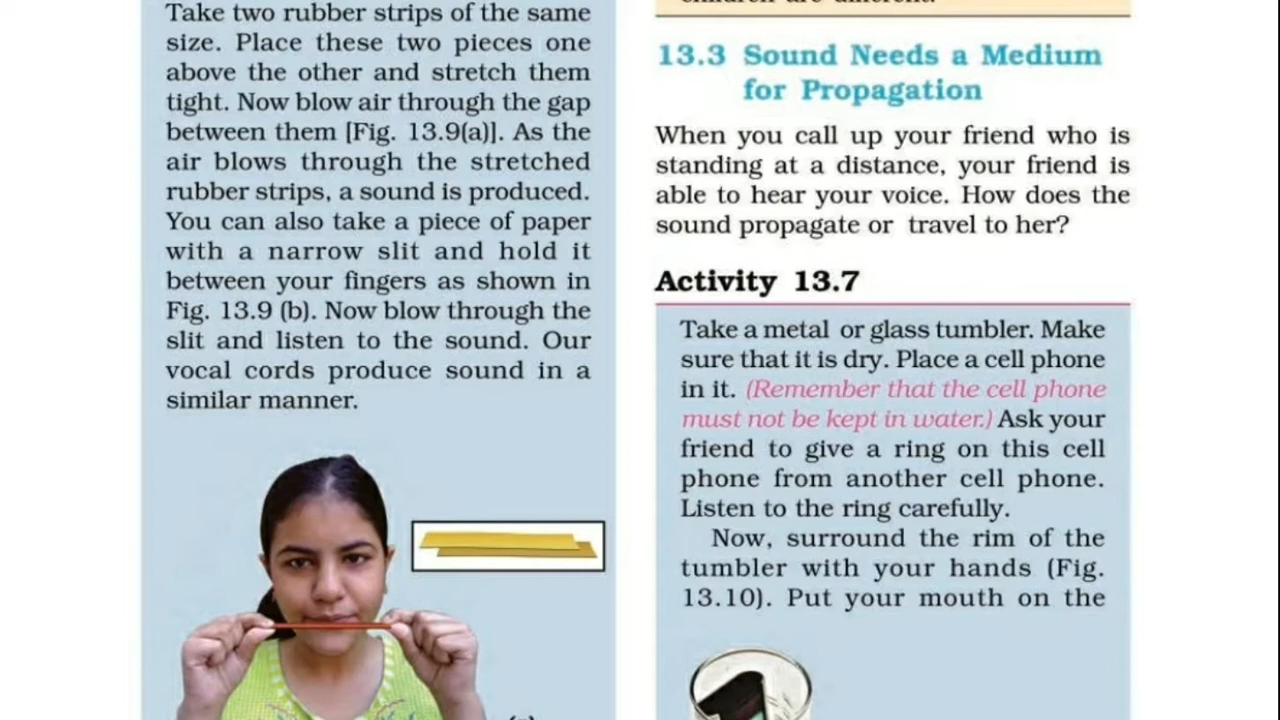 Take two rubber strips of the same
size. Place these two pieces one
above the other and stretch them
tight. Now blow air through the gap
between them [Fig. 13.9(a)]. As the
air blows through the stretched
rubber strips, a sound is produced.
You can also take a piece of paper
with a narrow slit and hold it
between your fingers as shown in
Fig. 13.9 (b). Now blow through the
slit and listen to the sound. Our
vocal cords produce sound in a
similar manner.
13.3 Sound Needs a Medium
for Propagation
When you call up your friend who is
standing at a distance, your friend is
able to hear your voice. How does the
sound propagate or travel to her?
Activity 13.7
Take a metal or glass tumbler. Make
sure that it is dry. Place a cell phone
in it. (Remember that the cell phone
must not be kept in water.) Ask your
friend to give a ring on this cell
phone from another cell phone.
Listen to the ring carefully.
Now, surround the rim of the
tumbler with your hands (Fig.
13.10). Put your mouth on the